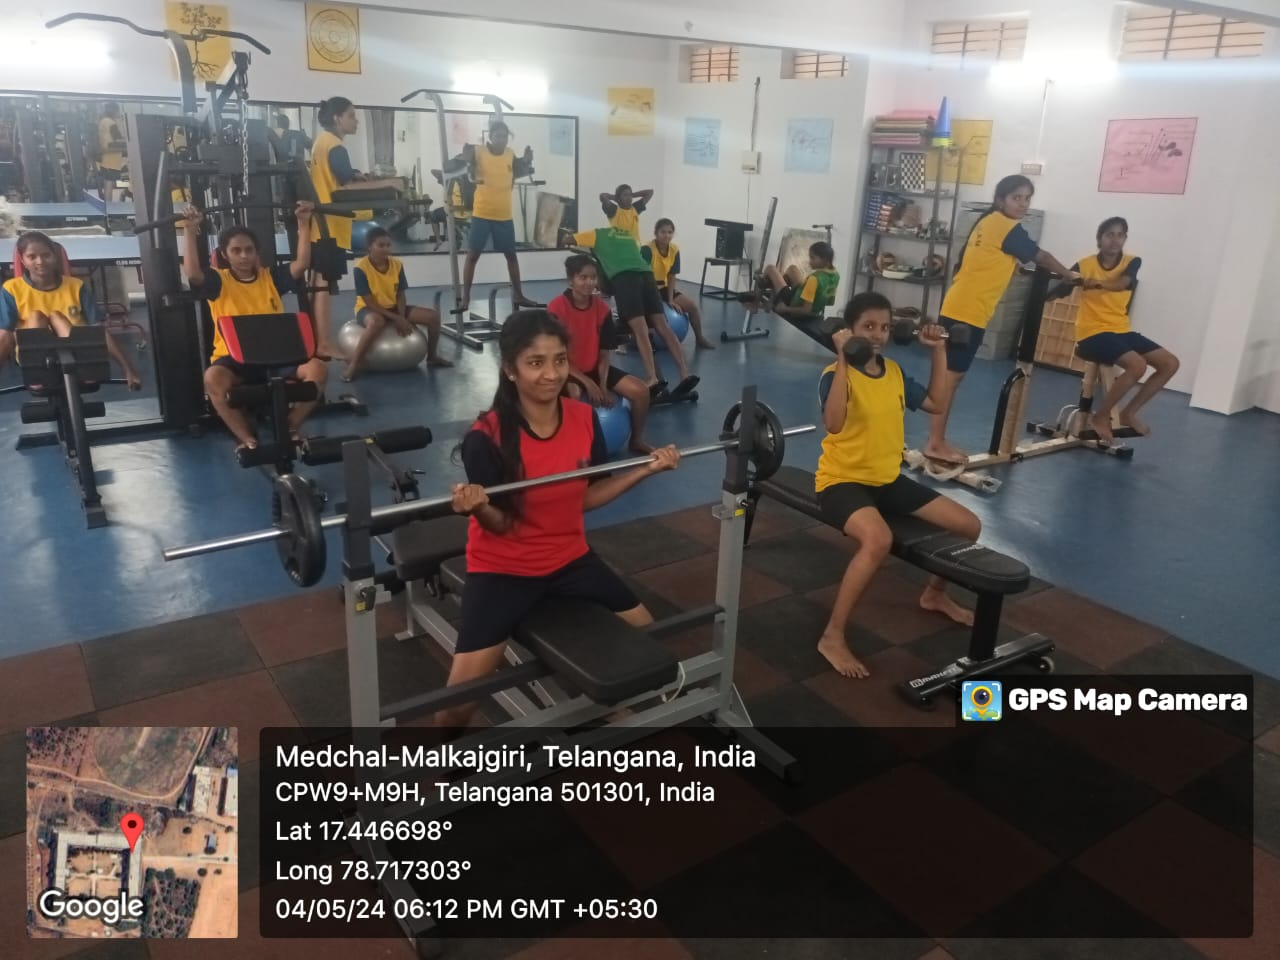 GPS Map Camera
Medchal-Malkajgiri, Telangana, India
CPW9+M9H, Telangana 501301, India
Lat 17.446698°
Long 78.717303°
04/05/24 06:12 PM GMT +05:30
Google